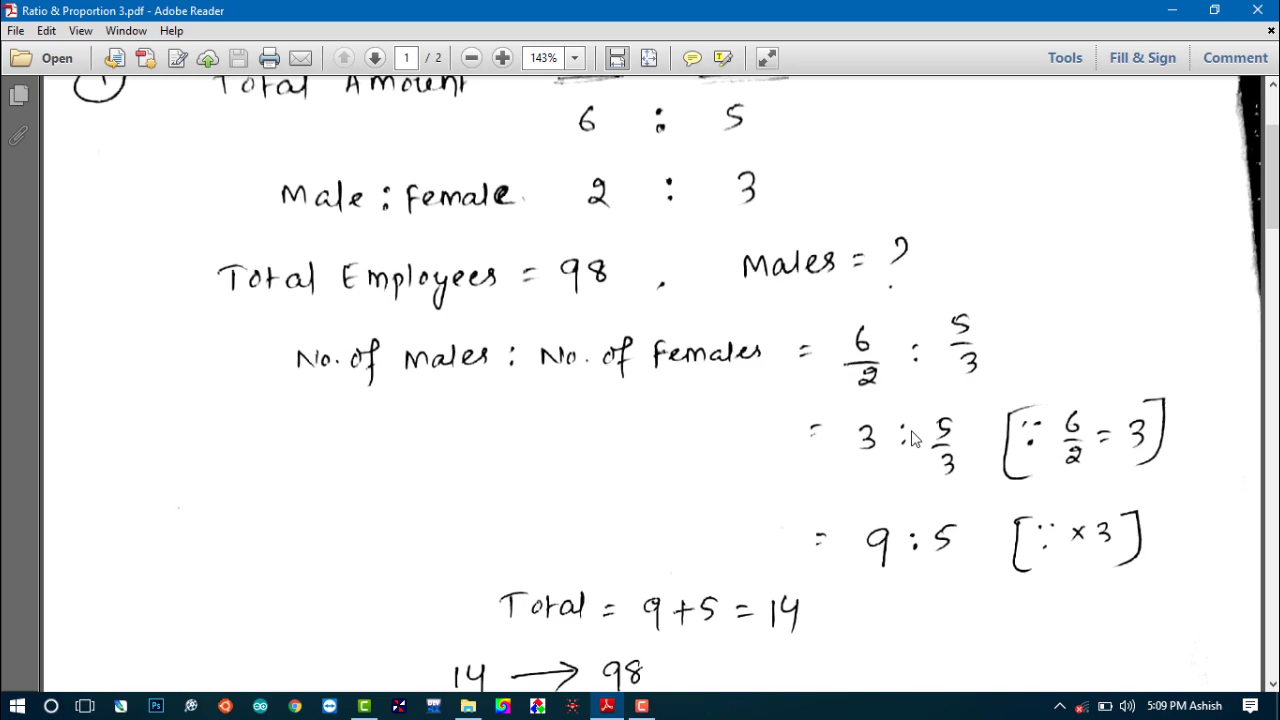 Ratio & Proportion 3.pdf - Adobe Reader
File Edit View Window Help
Open 1 / 2 143% Tools Fill & Sign Comment
① Total Amount
6 : 5
Male : Female. 2 : 3
Total Employees = 98 , Males = ?
No. of Males : No. of Females = 6/2 : 5/3
= 3 : 5/3 [∵ 6/2 = 3]
= 9 : 5 [∵ × 3]
Total = 9 + 5 = 14
14 → 98
5:09 PM Ashish